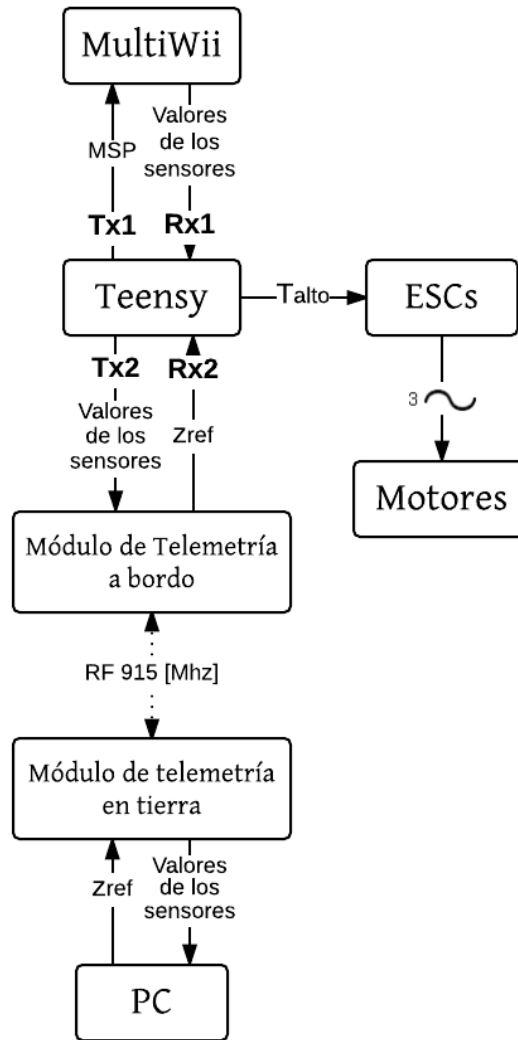 MultiWii
MSP
Valores
de los
sensores
Tx1
Rx1
Teensy
Talto
ESCs
Tx2
Rx2
Valores
de los
sensores
Zref
3
Motores
Módulo de Telemetría
a bordo
RF 915 [Mhz]
Módulo de telemetría
en tierra
Zref
Valores
de los
sensores
PC